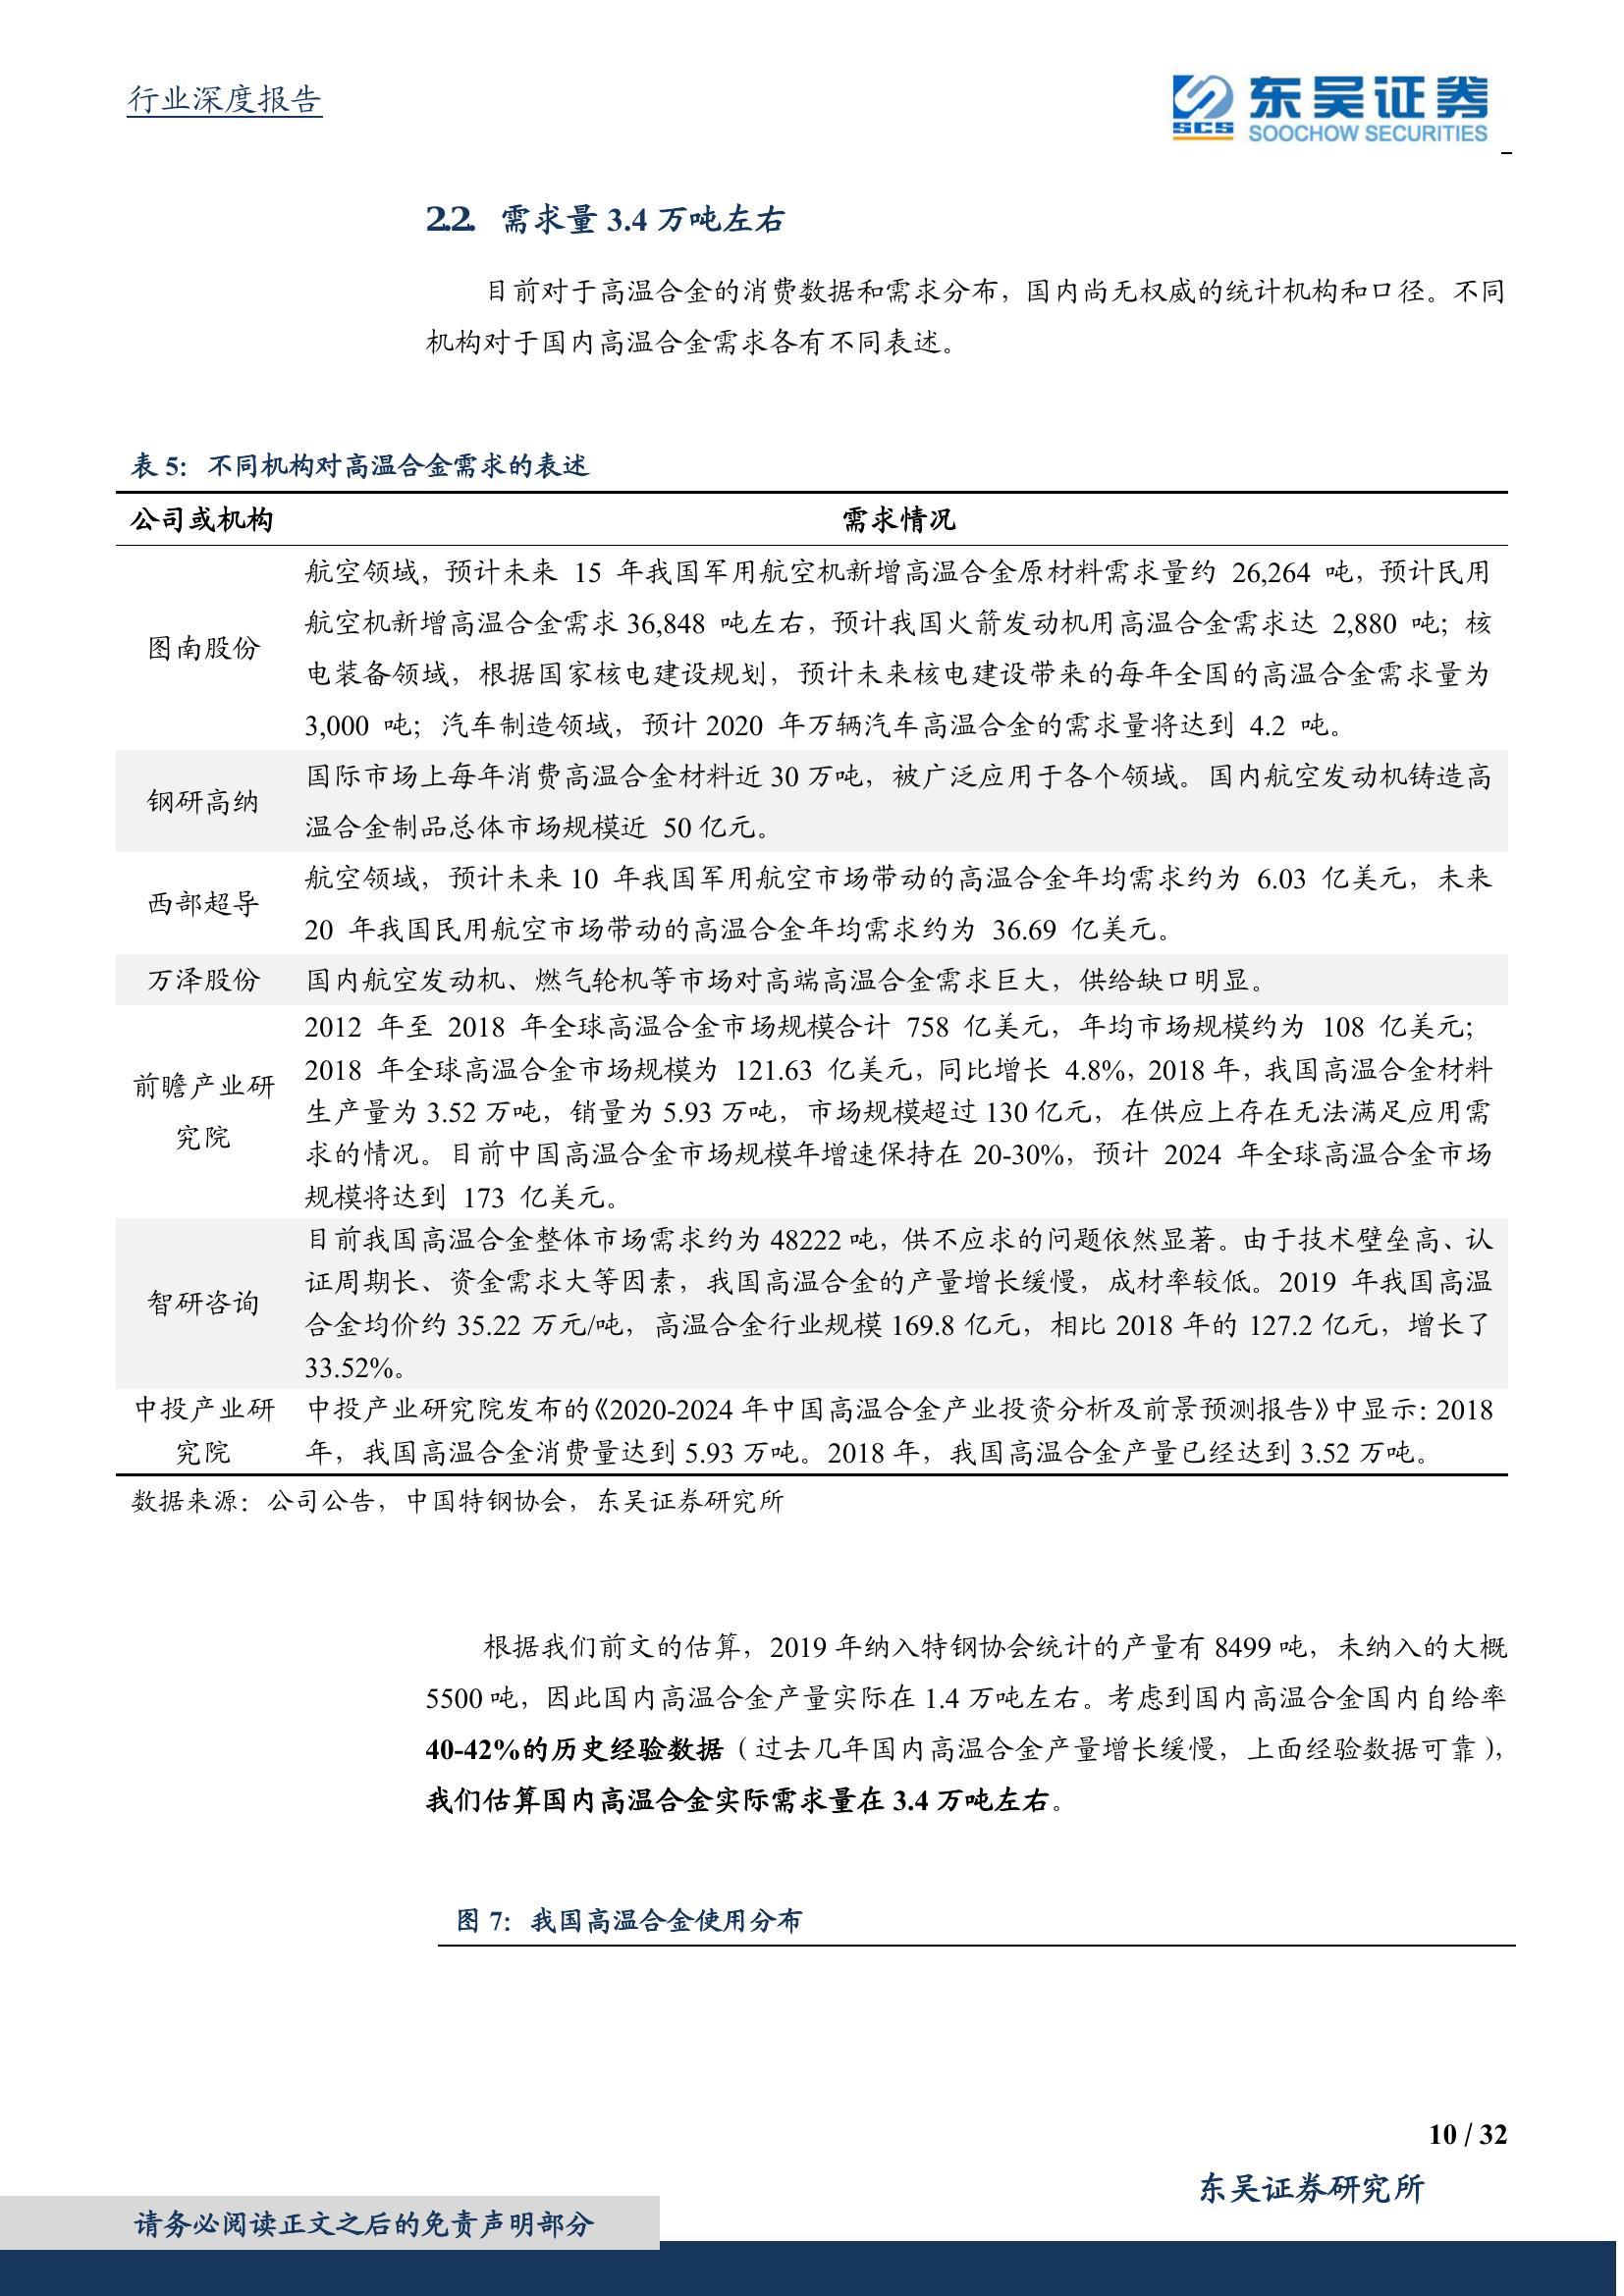 行业深度报告
SCS
东吴证券
SOOCHOW SECURITIES
2.2. 需求量 3.4 万吨左右
目前对于高温合金的消费数据和需求分布，国内尚无权威的统计机构和口径。不同
机构对于国内高温合金需求各有不同表述。
表 5：不同机构对高温合金需求的表述
公司或机构 需求情况
图南股份
航空领域，预计未来 15 年我国军用航空机新增高温合金原材料需求量约 26,264 吨，预计民用
航空机新增高温合金需求 36,848 吨左右，预计我国火箭发动机用高温合金需求达 2,880 吨；核
电装备领域，根据国家核电建设规划，预计未来核电建设带来的每年全国的高温合金需求量为
3,000 吨；汽车制造领域，预计 2020 年万辆汽车高温合金的需求量将达到 4.2 吨。
钢研高纳
国际市场上每年消费高温合金材料近 30 万吨，被广泛应用于各个领域。国内航空发动机铸造高
温合金制品总体市场规模近 50 亿元。
西部超导
航空领域，预计未来 10 年我国军用航空市场带动的高温合金年均需求约为 6.03 亿美元，未来
20 年我国民用航空市场带动的高温合金年均需求约为 36.69 亿美元。
万泽股份 国内航空发动机、燃气轮机等市场对高端高温合金需求巨大，供给缺口明显。
前瞻产业研
究院
2012 年至 2018 年全球高温合金市场规模合计 758 亿美元，年均市场规模约为 108 亿美元；
2018 年全球高温合金市场规模为 121.63 亿美元，同比增长 4.8%，2018 年，我国高温合金材料
生产量为 3.52 万吨，销量为 5.93 万吨，市场规模超过 130 亿元，在供应上存在无法满足应用需
求的情况。目前中国高温合金市场规模年增速保持在 20-30%，预计 2024 年全球高温合金市场
规模将达到 173 亿美元。
智研咨询
目前我国高温合金整体市场需求约为 48222 吨，供不应求的问题依然显著。由于技术壁垒高、认
证周期长、资金需求大等因素，我国高温合金的产量增长缓慢，成材率较低。2019 年我国高温
合金均价约 35.22 万元/吨，高温合金行业规模 169.8 亿元，相比 2018 年的 127.2 亿元，增长了
33.52%。
中投产业研
究院
中投产业研究院发布的《2020-2024 年中国高温合金产业投资分析及前景预测报告》中显示：2018
年，我国高温合金消费量达到 5.93 万吨。2018 年，我国高温合金产量已经达到 3.52 万吨。
数据来源：公司公告，中国特钢协会，东吴证券研究所
根据我们前文的估算，2019 年纳入特钢协会统计的产量有 8499 吨，未纳入的大概
5500 吨，因此国内高温合金产量实际在 1.4 万吨左右。考虑到国内高温合金国内自给率
40-42%的历史经验数据（过去几年国内高温合金产量增长缓慢，上面经验数据可靠），
我们估算国内高温合金实际需求量在 3.4 万吨左右。
图 7：我国高温合金使用分布
10 / 32
东吴证券研究所
请务必阅读正文之后的免责声明部分